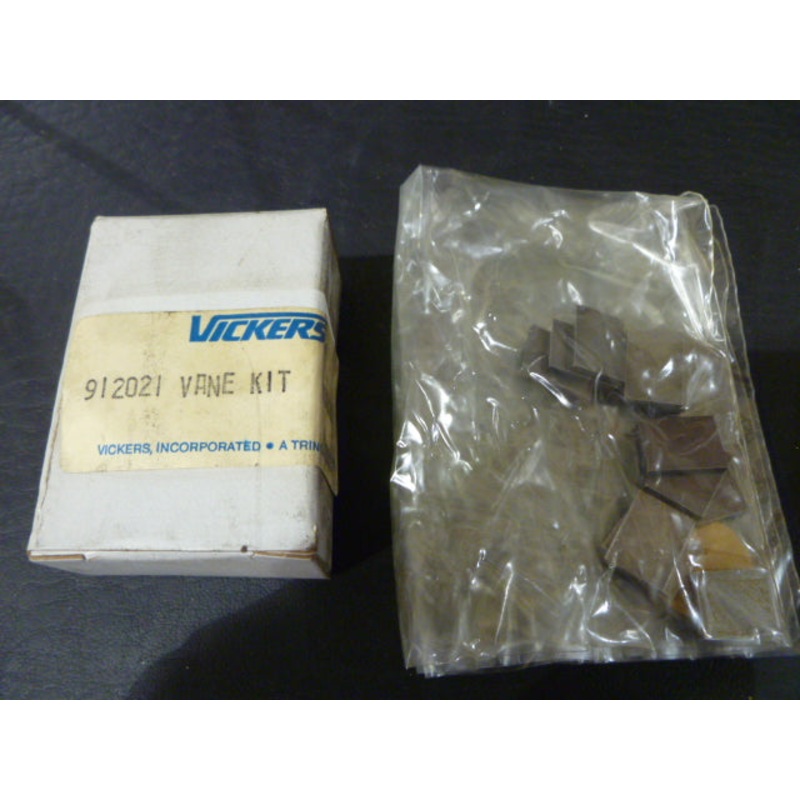 VICKERS
912021 VANE KIT
VICKERS, INCORPORATED • A TRIN